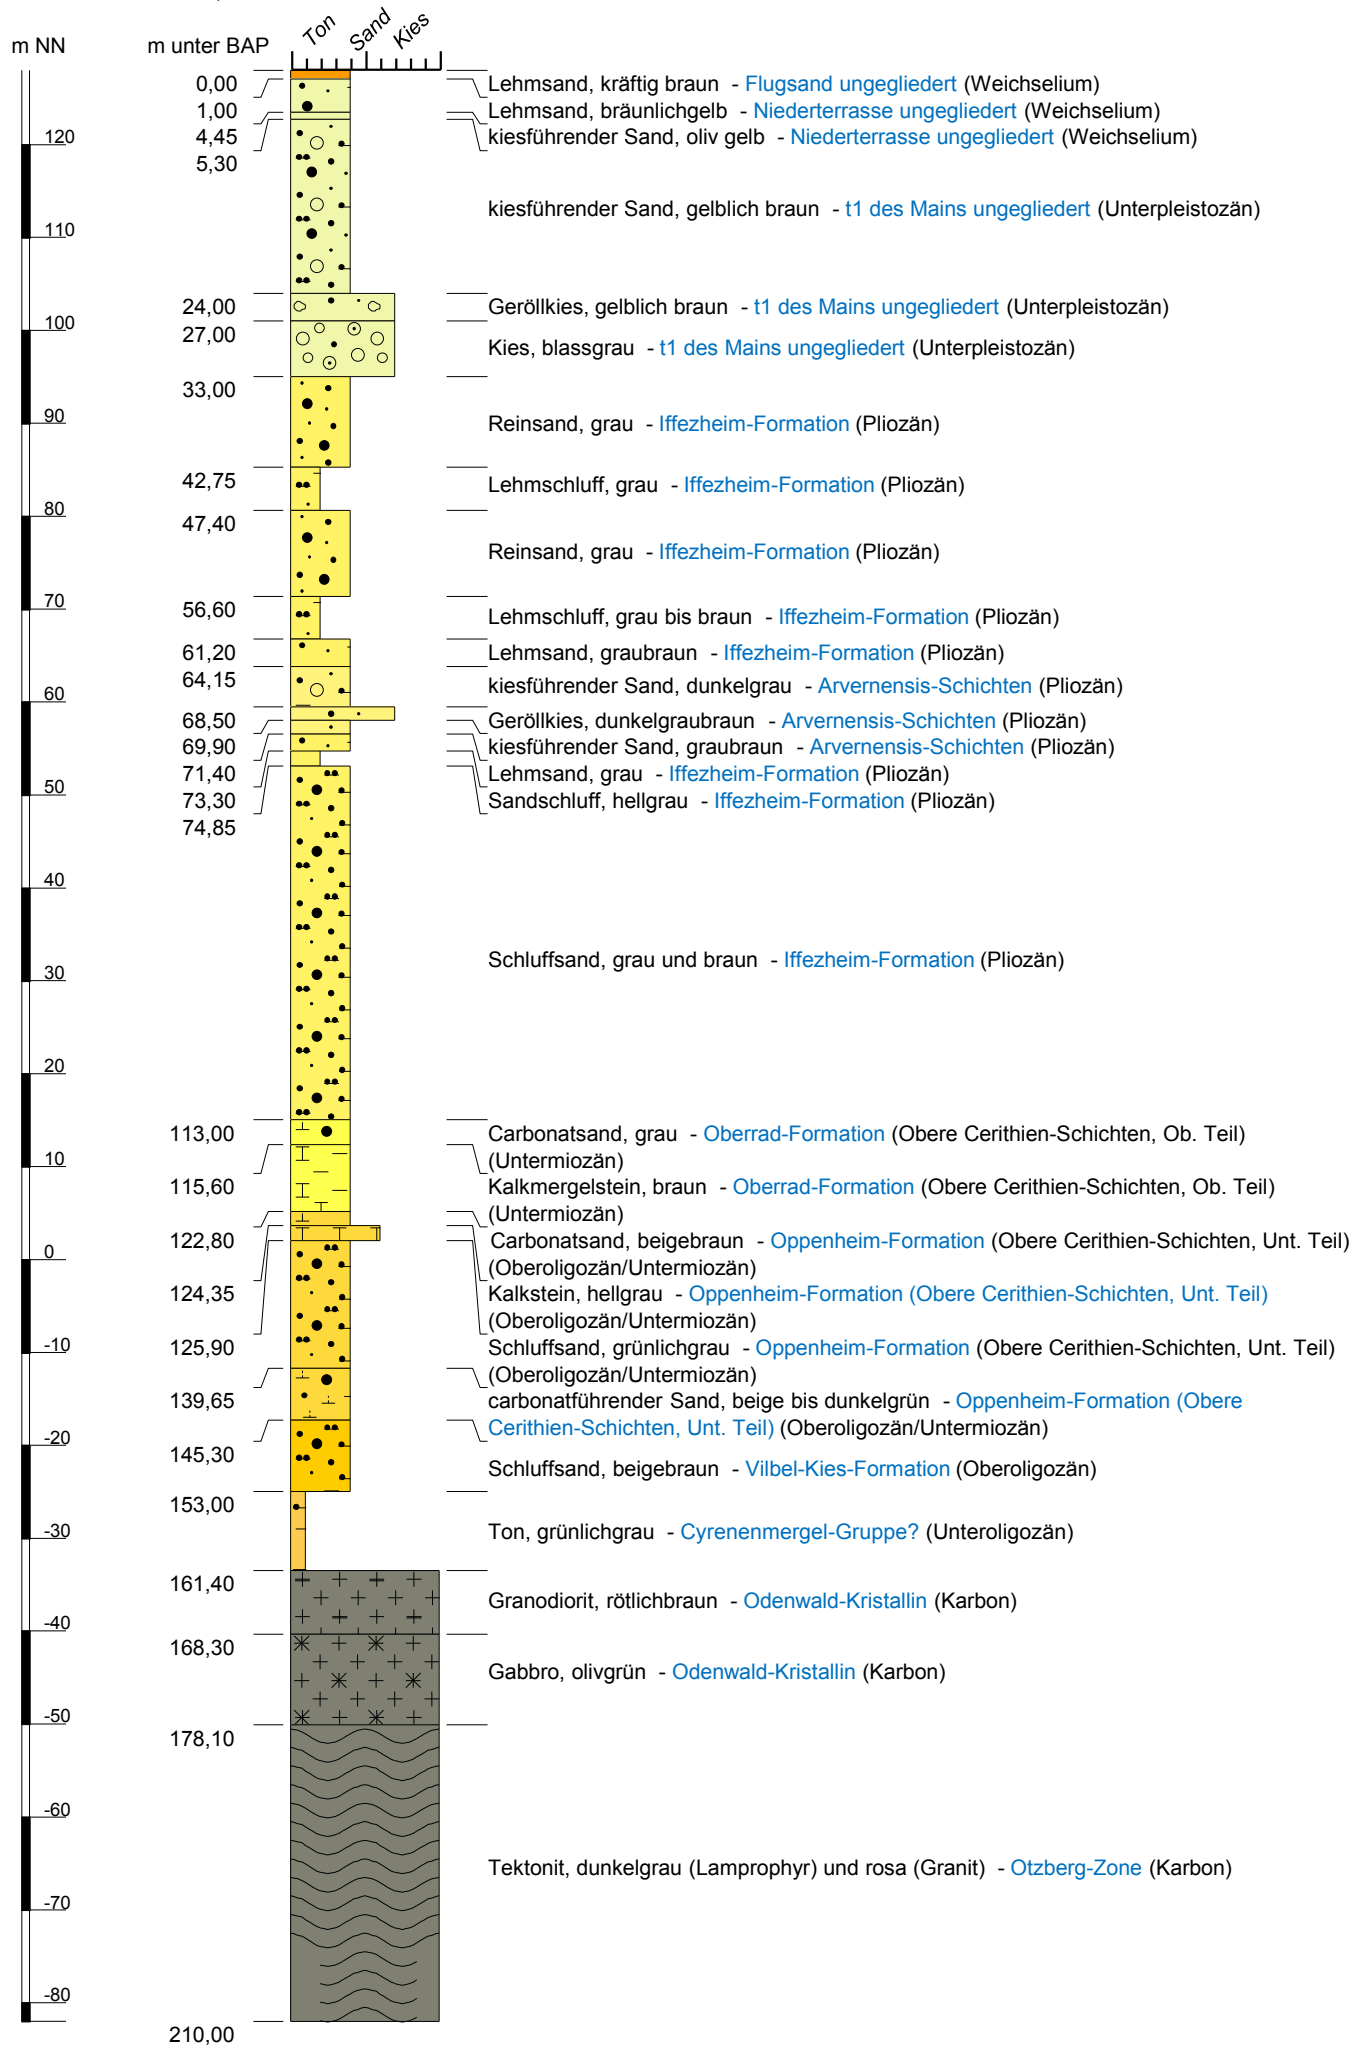 m NN
m unter BAP
Ton
Sand
Kies
0,00
Lehmsand, kräftig braun - Flugsand ungegliedert (Weichselium)
1,00
Lehmsand, bräunlichgelb - Niederterrasse ungegliedert (Weichselium)
120
4,45
kiesführender Sand, oliv gelb - Niederterrasse ungegliedert (Weichselium)
5,30
kiesführender Sand, gelblich braun - t1 des Mains ungegliedert (Unterpleistozän)
110
24,00
Geröllkies, gelblich braun - t1 des Mains ungegliedert (Unterpleistozän)
100
27,00
Kies, blassgrau - t1 des Mains ungegliedert (Unterpleistozän)
33,00
90
Reinsand, grau - Iffezheim-Formation (Pliozän)
42,75
Lehmschluff, grau - Iffezheim-Formation (Pliozän)
80
47,40
Reinsand, grau - Iffezheim-Formation (Pliozän)
70
56,60
Lehmschluff, grau bis braun - Iffezheim-Formation (Pliozän)
61,20
Lehmsand, graubraun - Iffezheim-Formation (Pliozän)
64,15
kiesführender Sand, dunkelgrau - Arvernensis-Schichten (Pliozän)
60
68,50
Geröllkies, dunkelgraubraun - Arvernensis-Schichten (Pliozän)
69,90
kiesführender Sand, graubraun - Arvernensis-Schichten (Pliozän)
71,40
Lehmsand, grau - Iffezheim-Formation (Pliozän)
50
73,30
Sandschluff, hellgrau - Iffezheim-Formation (Pliozän)
74,85
40
Schluffsand, grau und braun - Iffezheim-Formation (Pliozän)
30
20
113,00
Carbonatsand, grau - Oberrad-Formation (Obere Cerithien-Schichten, Ob. Teil)
(Untermiozän)
10
115,60
Kalkmergelstein, braun - Oberrad-Formation (Obere Cerithien-Schichten, Ob. Teil)
(Untermiozän)
122,80
Carbonatsand, beigebraun - Oppenheim-Formation (Obere Cerithien-Schichten, Unt. Teil)
(Oberoligozän/Untermiozän)
0
124,35
Kalkstein, hellgrau - Oppenheim-Formation (Obere Cerithien-Schichten, Unt. Teil)
(Oberoligozän/Untermiozän)
-10
125,90
Schluffsand, grünlichgrau - Oppenheim-Formation (Obere Cerithien-Schichten, Unt. Teil)
(Oberoligozän/Untermiozän)
139,65
carbonatführender Sand, beige bis dunkelgrün - Oppenheim-Formation (Obere
Cerithien-Schichten, Unt. Teil) (Oberoligozän/Untermiozän)
-20
145,30
Schluffsand, beigebraun - Vilbel-Kies-Formation (Oberoligozän)
153,00
-30
Ton, grünlichgrau - Cyrenenmergel-Gruppe? (Unteroligozän)
161,40
Granodiorit, rötlichbraun - Odenwald-Kristallin (Karbon)
-40
168,30
Gabbro, olivgrün - Odenwald-Kristallin (Karbon)
-50
178,10
-60
Tektonit, dunkelgrau (Lamprophyr) und rosa (Granit) - Otzberg-Zone (Karbon)
-70
-80
210,00